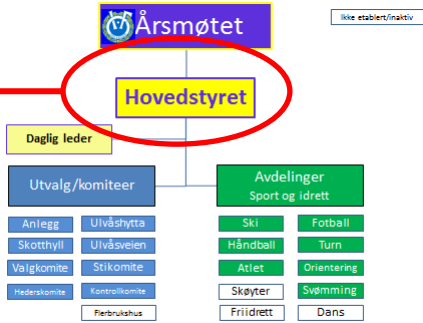 Årsmøtet
Ikke etablert/inaktiv
Hovedstyret
Daglig leder
Utvalg/komiteer
Avdelinger
Sport og idrett
Anlegg
Ulvåshytta
Skotthyll
Ulvåsveien
Valgkomite
Stikomite
Hederskomite
Kontrollkomite
Flerbrukshus
Ski
Fotball
Håndball
Turn
Atlet
Orientering
Skøyter
Svømming
Friidrett
Dans